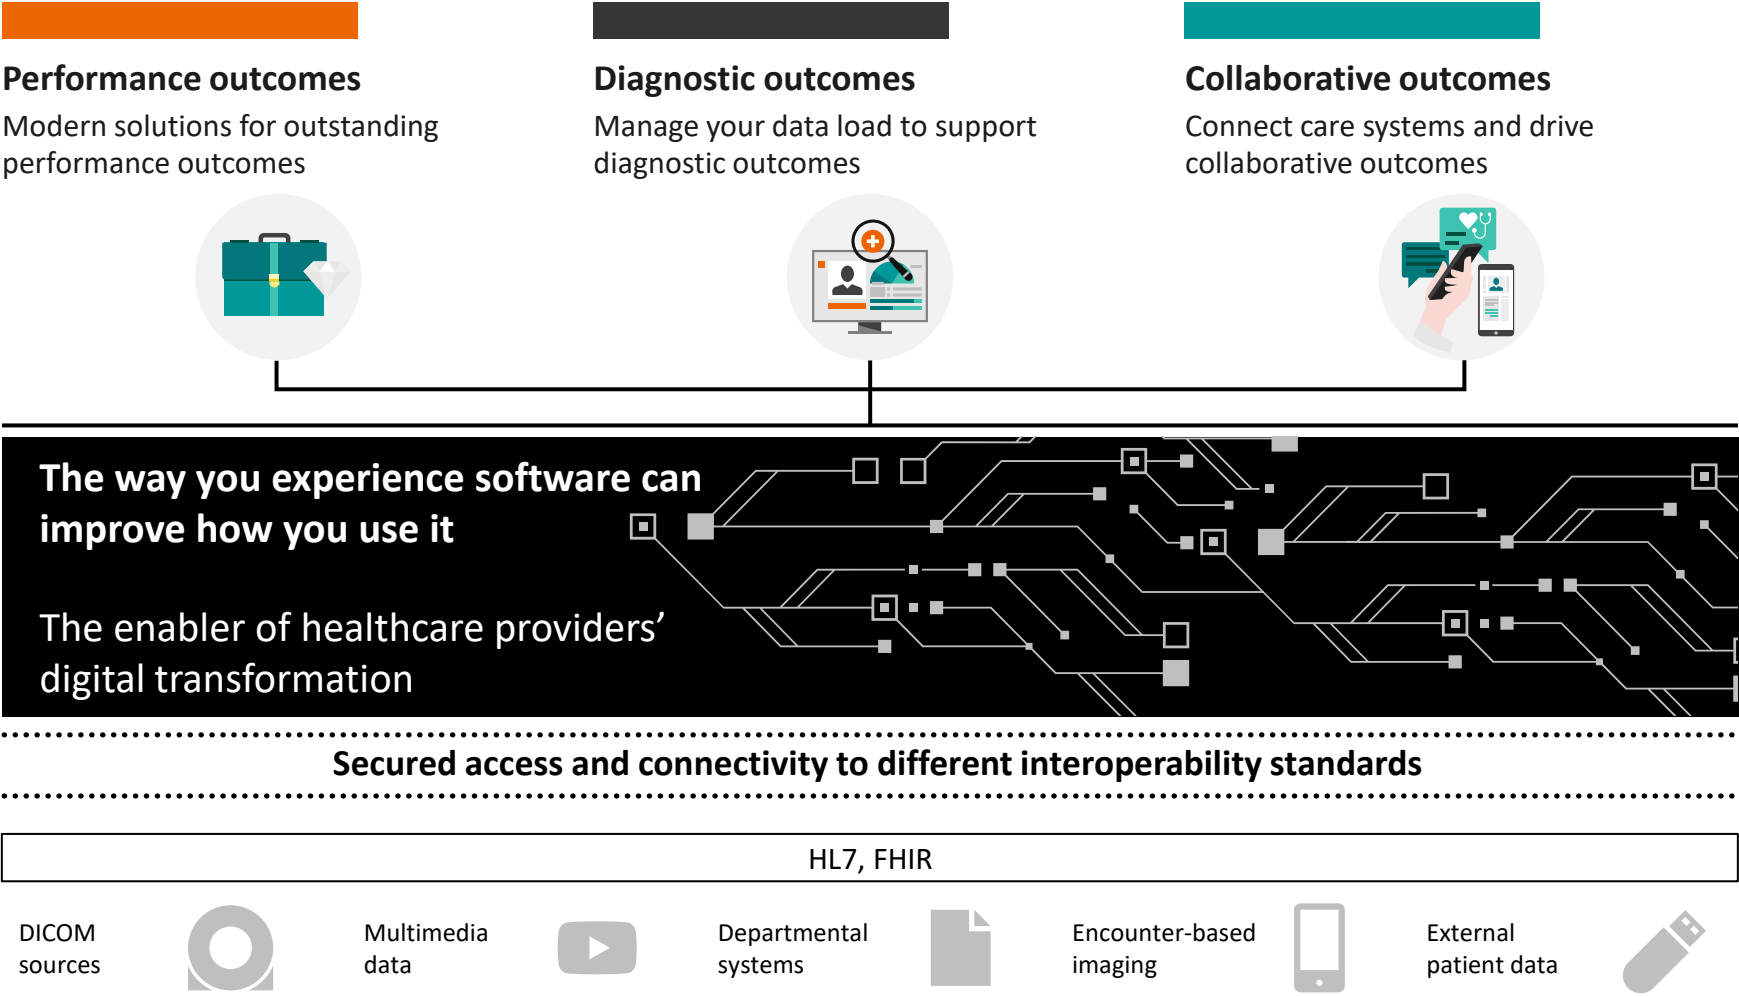 Performance outcomes
Modern solutions for outstanding
performance outcomes
Diagnostic outcomes
Manage your data load to support
diagnostic outcomes
Collaborative outcomes
Connect care systems and drive
collaborative outcomes
The way you experience software can
improve how you use it
The enabler of healthcare providers’
digital transformation
Secured access and connectivity to different interoperability standards
HL7, FHIR
DICOM
sources
Multimedia
data
Departmental
systems
Encounter-based
imaging
External
patient data